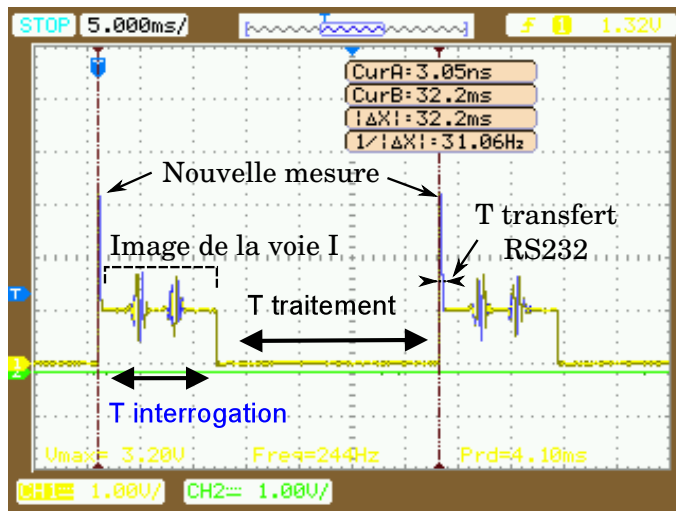 STOP 5.000ms/ T ƒ 1 1.32V
T
CurA:3.05ns
CurB:32.2ms
|ΔX|:32.2ms
1/|ΔX|:31.06Hz
Nouvelle mesure
T transfert
RS232
Image de la voie I
T
T traitement
1
2
T interrogation
Vmax= 3.20V Freq=244Hz Prd=4.10ms
CH1 1.00V/ CH2 1.00V/